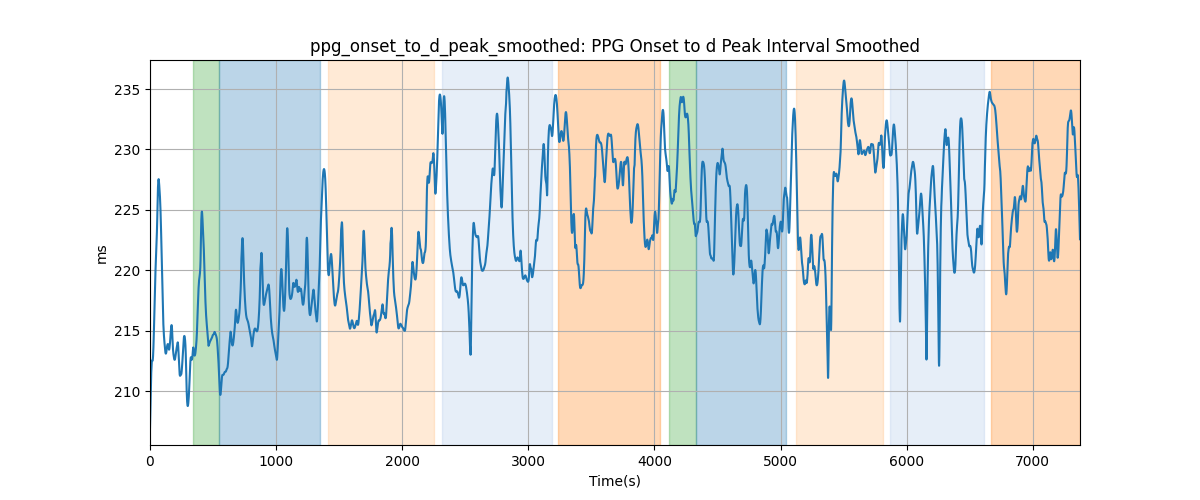 ppg_onset_to_d_peak_smoothed: PPG Onset to d Peak Interval Smoothed
235
230
225
220
215
210
ms
0 1000 2000 3000 4000 5000 6000 7000
Time(s)